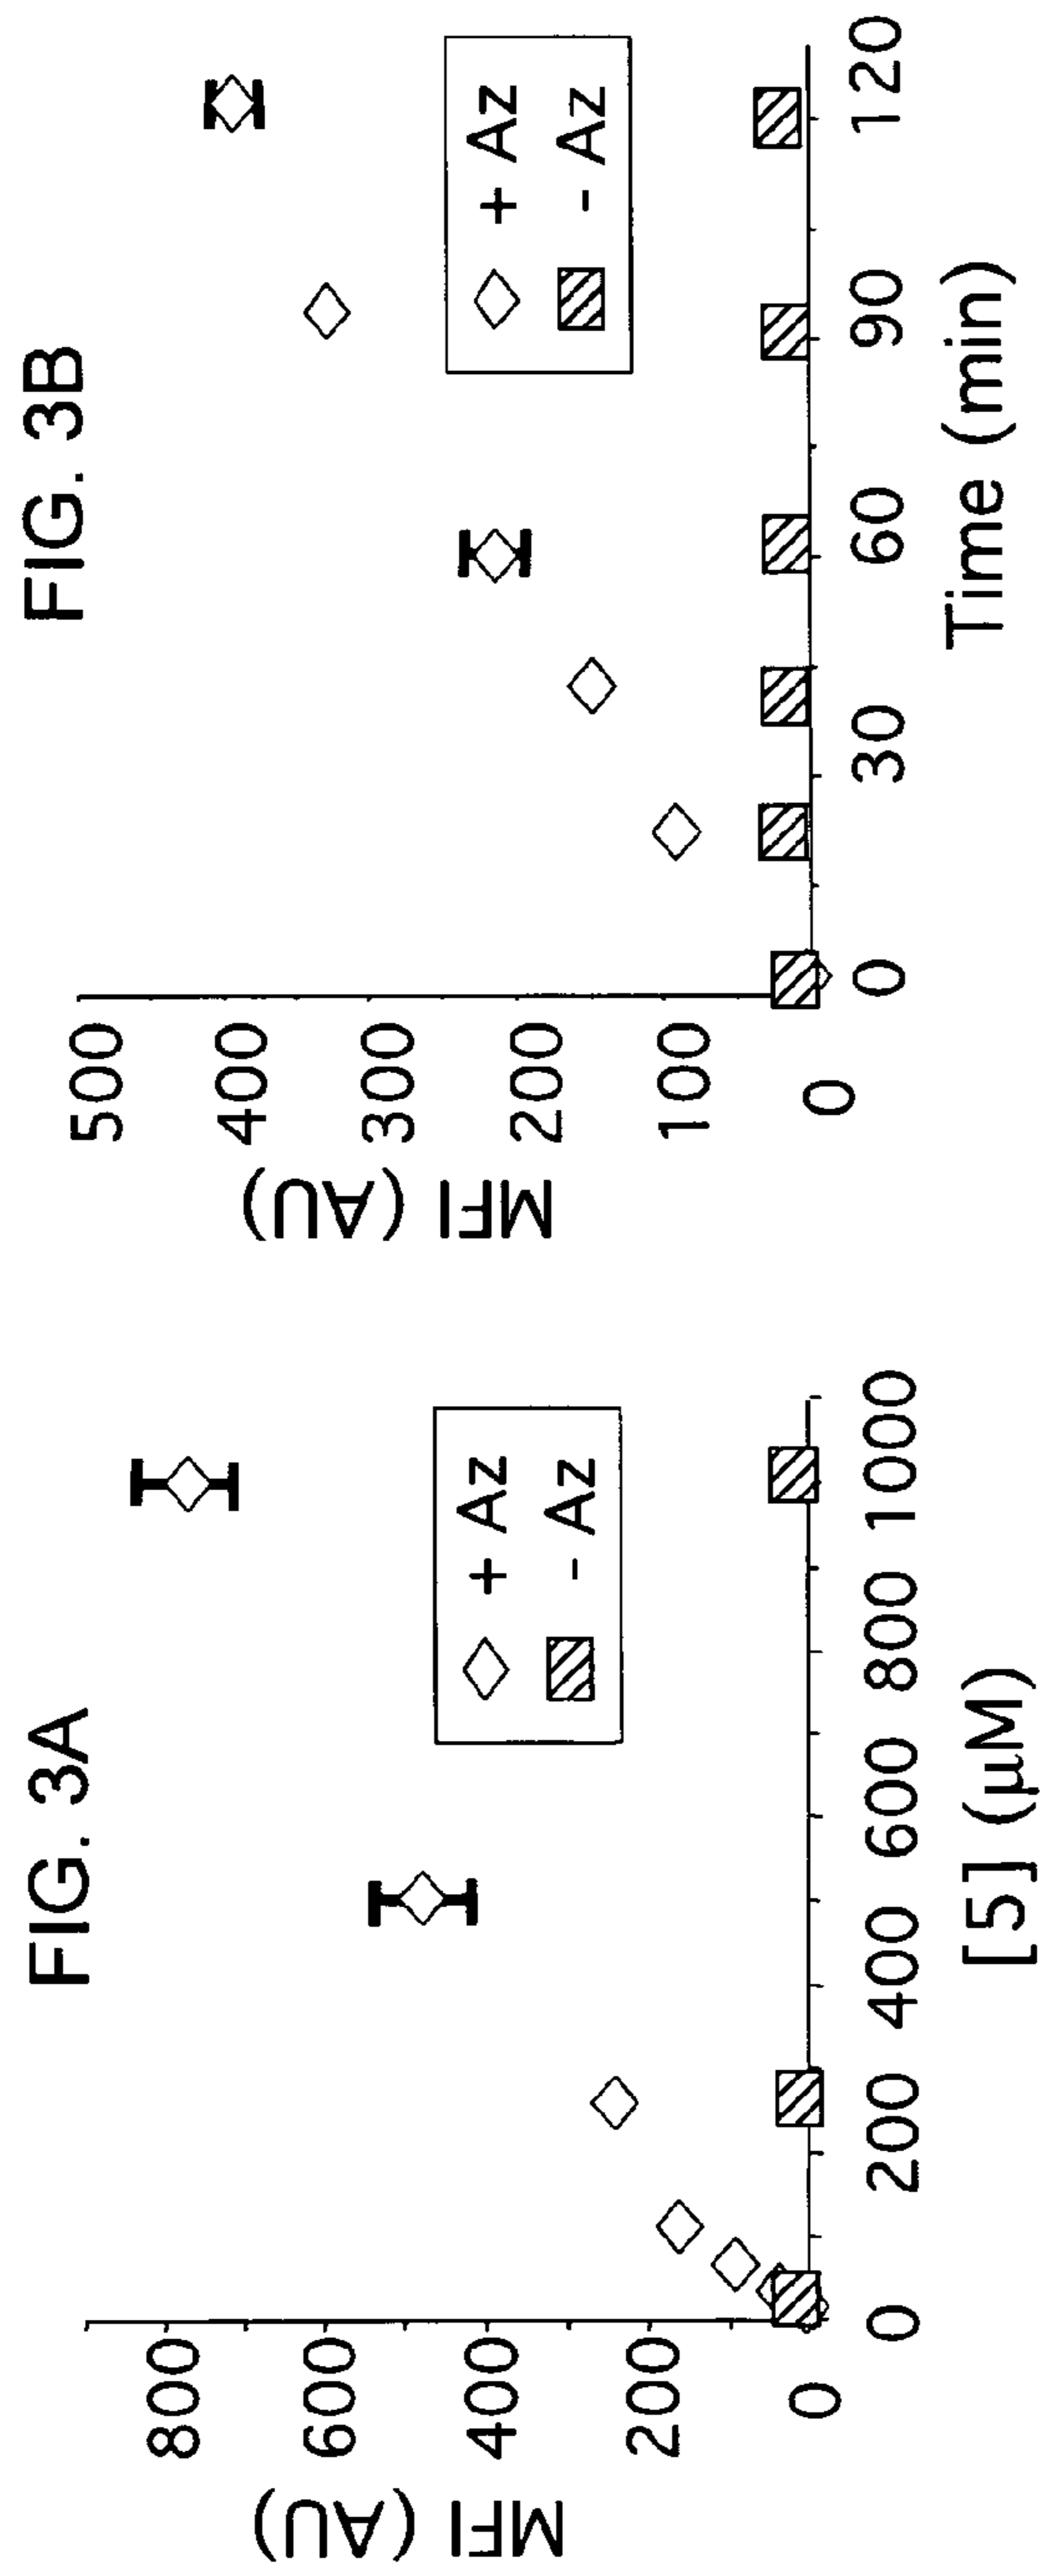 FIG. 3A
MFI (AU)
800
600
400
200
0
0 200 400 600 800 1000
[5] (μM)
+ Az
- Az
FIG. 3B
MFI (AU)
500
400
300
200
100
0
0 30 60 90 120
Time (min)
+ Az
- Az